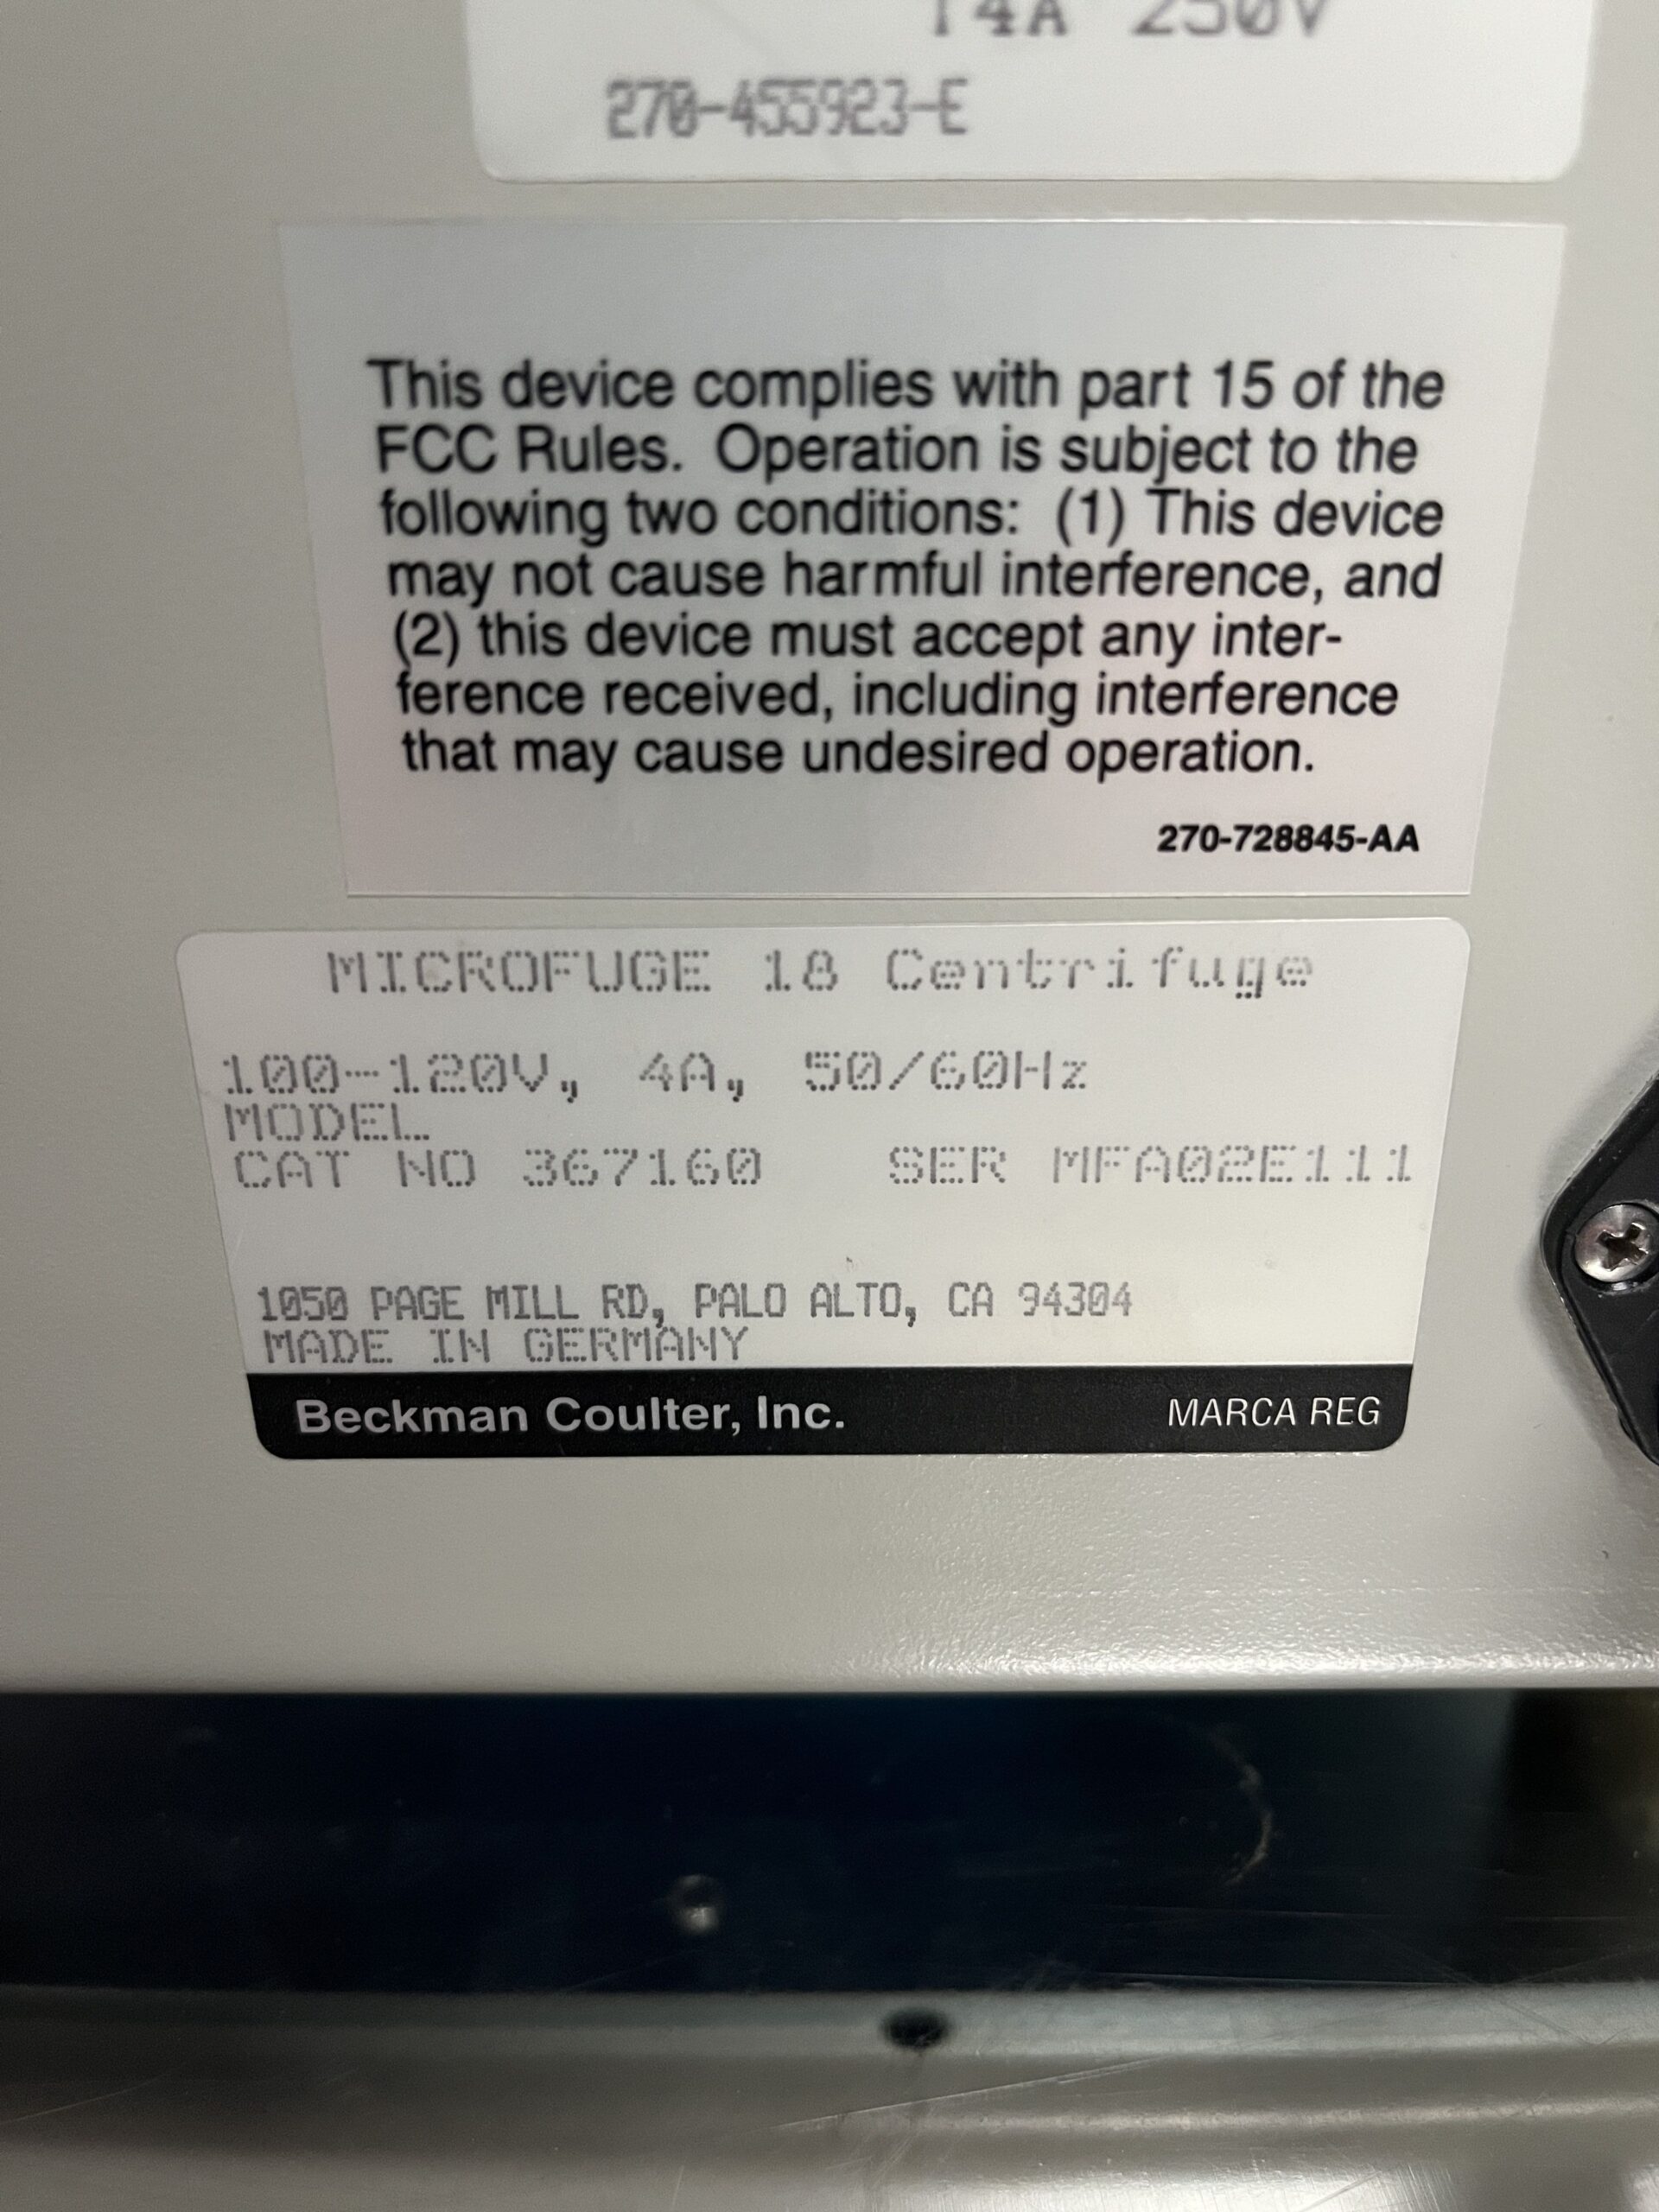 T4A 250V
270-455923-E
This device complies with part 15 of the
FCC Rules. Operation is subject to the
following two conditions: (1) This device
may not cause harmful interference, and
(2) this device must accept any inter-
ference received, including interference
that may cause undesired operation.
270-728845-AA
MICROFUGE 18 Centrifuge
100-120V, 4A, 50/60Hz
MODEL
CAT NO 367160 SER MFA02E111
1050 PAGE MILL RD, PALO ALTO, CA 94304
MADE IN GERMANY
Beckman Coulter, Inc. MARCA REG